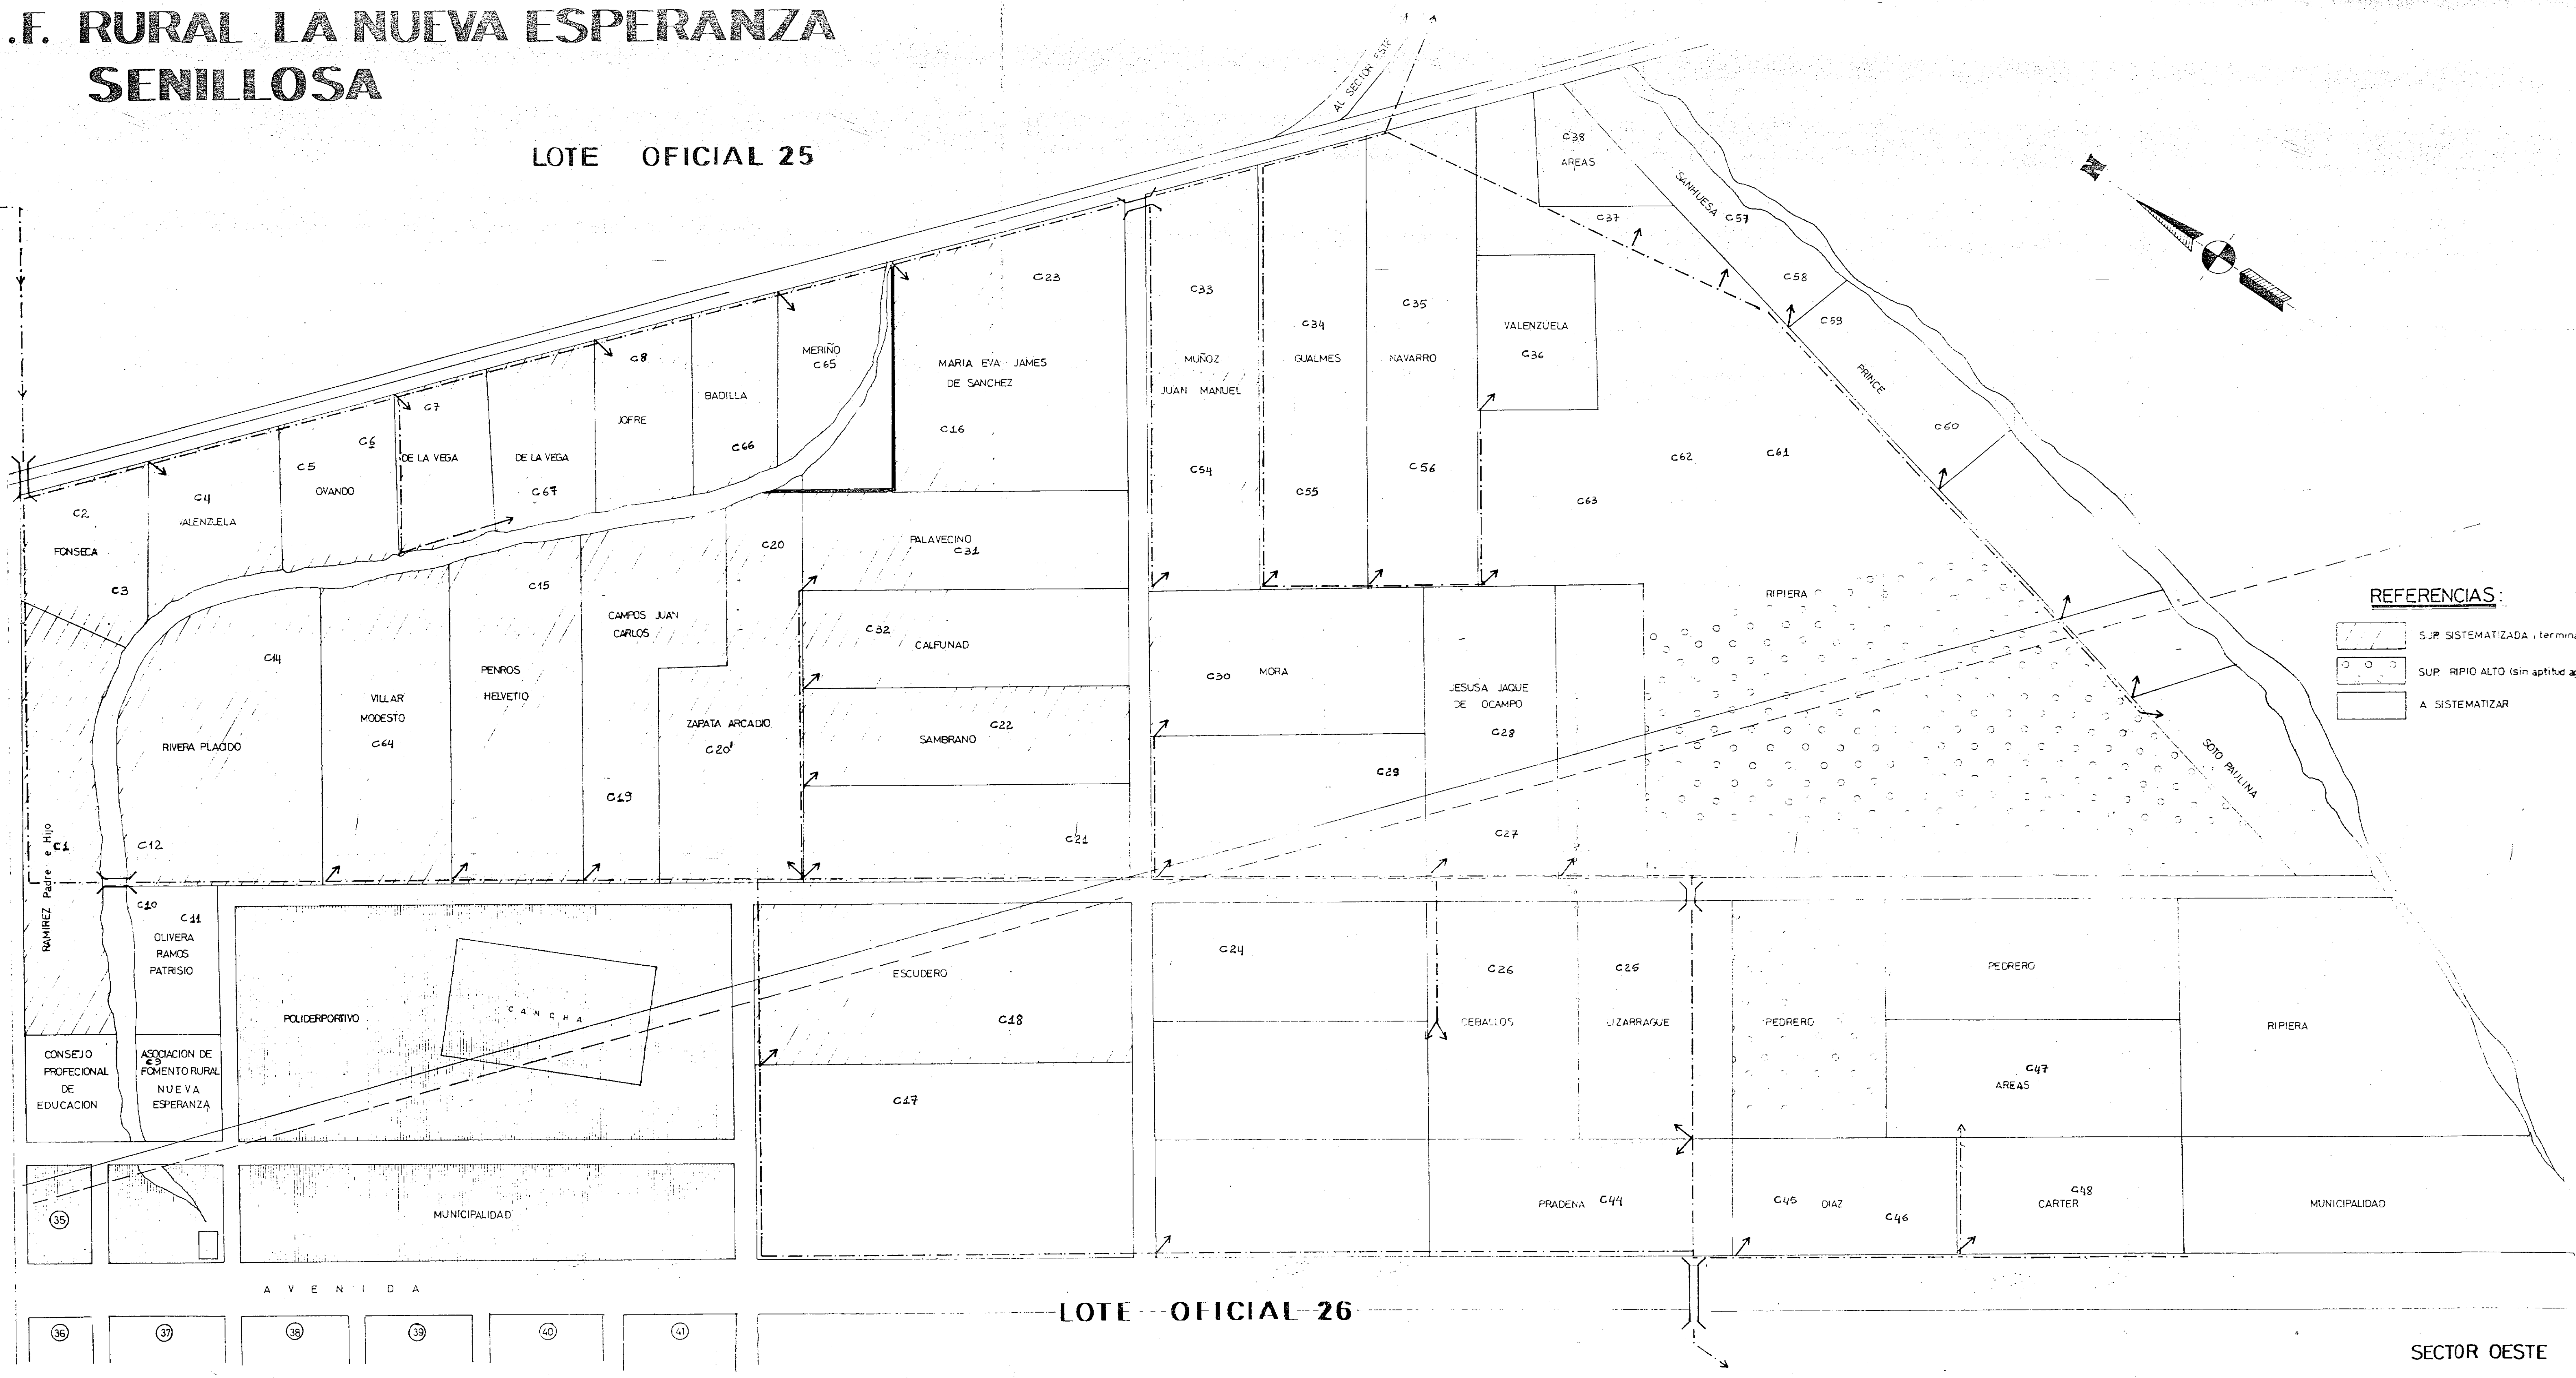 .F. RURAL LA NUEVA ESPERANZA
SENILLOSA
LOTE OFICIAL 25
AL SECTOR ESTE
N
C38
AREAS
SANHUESA
C57
C37
C58
C59
PRINCE
C60
C23
MARIA EVA JAMES
DE SANCHEZ
C16
C33
MUÑOZ
JUAN MANUEL
C54
C34
GUALMES
C55
C35
NAVARRO
C56
VALENZUELA
C36
C62
C61
C63
MERIÑO
C65
BADILLA
C66
C8
JOFRE
C7
DE LA VEGA
DE LA VEGA
C67
C6
C5
OVANDO
C4
VALENZUELA
C2
FONSECA
C3
C20
PALAVECINO
C31
C15
CAMPOS JUAN
CARLOS
C32
CALFUNAD
C14
PENROS
HELVETIO
VILLAR
MODESTO
C64
RIVERA PLACIDO
ZAPATA ARCADIO
C20'
C22
SAMBRANO
C19
C21
C12
C1
RAMIREZ Padre e Hijo
C30
MORA
JESUSA JAQUE
DE OCAMPO
C28
C29
C27
RIPIERA
SOTO PAULINA
REFERENCIAS:
SUP SISTEMATIZADA (termina
SUP. RIPIO ALTO (sin aptitud ag
A SISTEMATIZAR
C10
C11
OLIVERA
RAMOS
PATRISIO
POLIDERPORTIVO
CANCHA
ESCUDERO
C18
C17
C24
C26
CEBALLOS
C25
LIZARRAGUE
PEDRERO
PEDRERO
C47
AREAS
RIPIERA
CONSEJO
PROFECIONAL
DE
EDUCACION
ASOCIACION DE
C9
FOMENTO RURAL
NUEVA
ESPERANZA
35
MUNICIPALIDAD
PRADENA C44
C45 DIAZ
C46
C48
CARTER
MUNICIPALIDAD
AVENIDA
LOTE OFICIAL 26
36
37
38
39
40
41
SECTOR OESTE